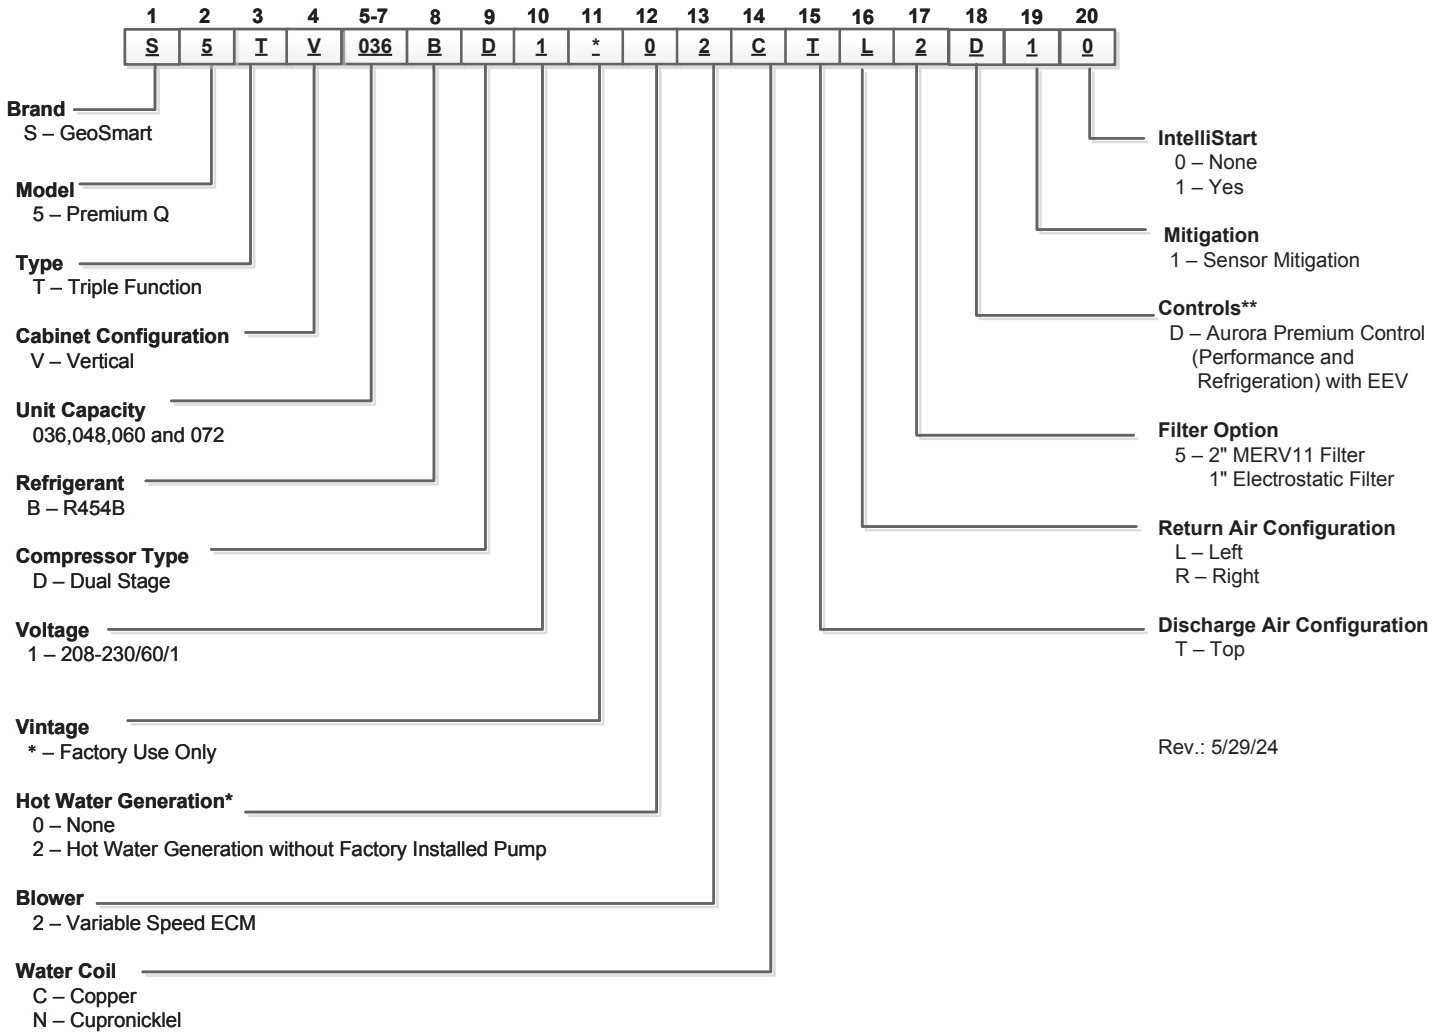 1 2 3 4 5-7 8 9 10 11 12 13 14 15 16 17 18 19 20
S 5 T V 036 B D 1 * 0 2 C T L 2 D 1 0
Brand
S – GeoSmart
Model
5 – Premium Q
Type
T – Triple Function
Cabinet Configuration
V – Vertical
Unit Capacity
036,048,060 and 072
Refrigerant
B – R454B
Compressor Type
D – Dual Stage
Voltage
1 – 208-230/60/1
Vintage
* – Factory Use Only
Hot Water Generation*
0 – None
2 – Hot Water Generation without Factory Installed Pump
Blower
2 – Variable Speed ECM
Water Coil
C – Copper
N – Cupronicklel
IntelliStart
0 – None
1 – Yes
Mitigation
1 – Sensor Mitigation
Controls**
D – Aurora Premium Control
(Performance and
Refrigeration) with EEV
Filter Option
5 – 2" MERV11 Filter
1" Electrostatic Filter
Return Air Configuration
L – Left
R – Right
Discharge Air Configuration
T – Top
Rev.: 5/29/24